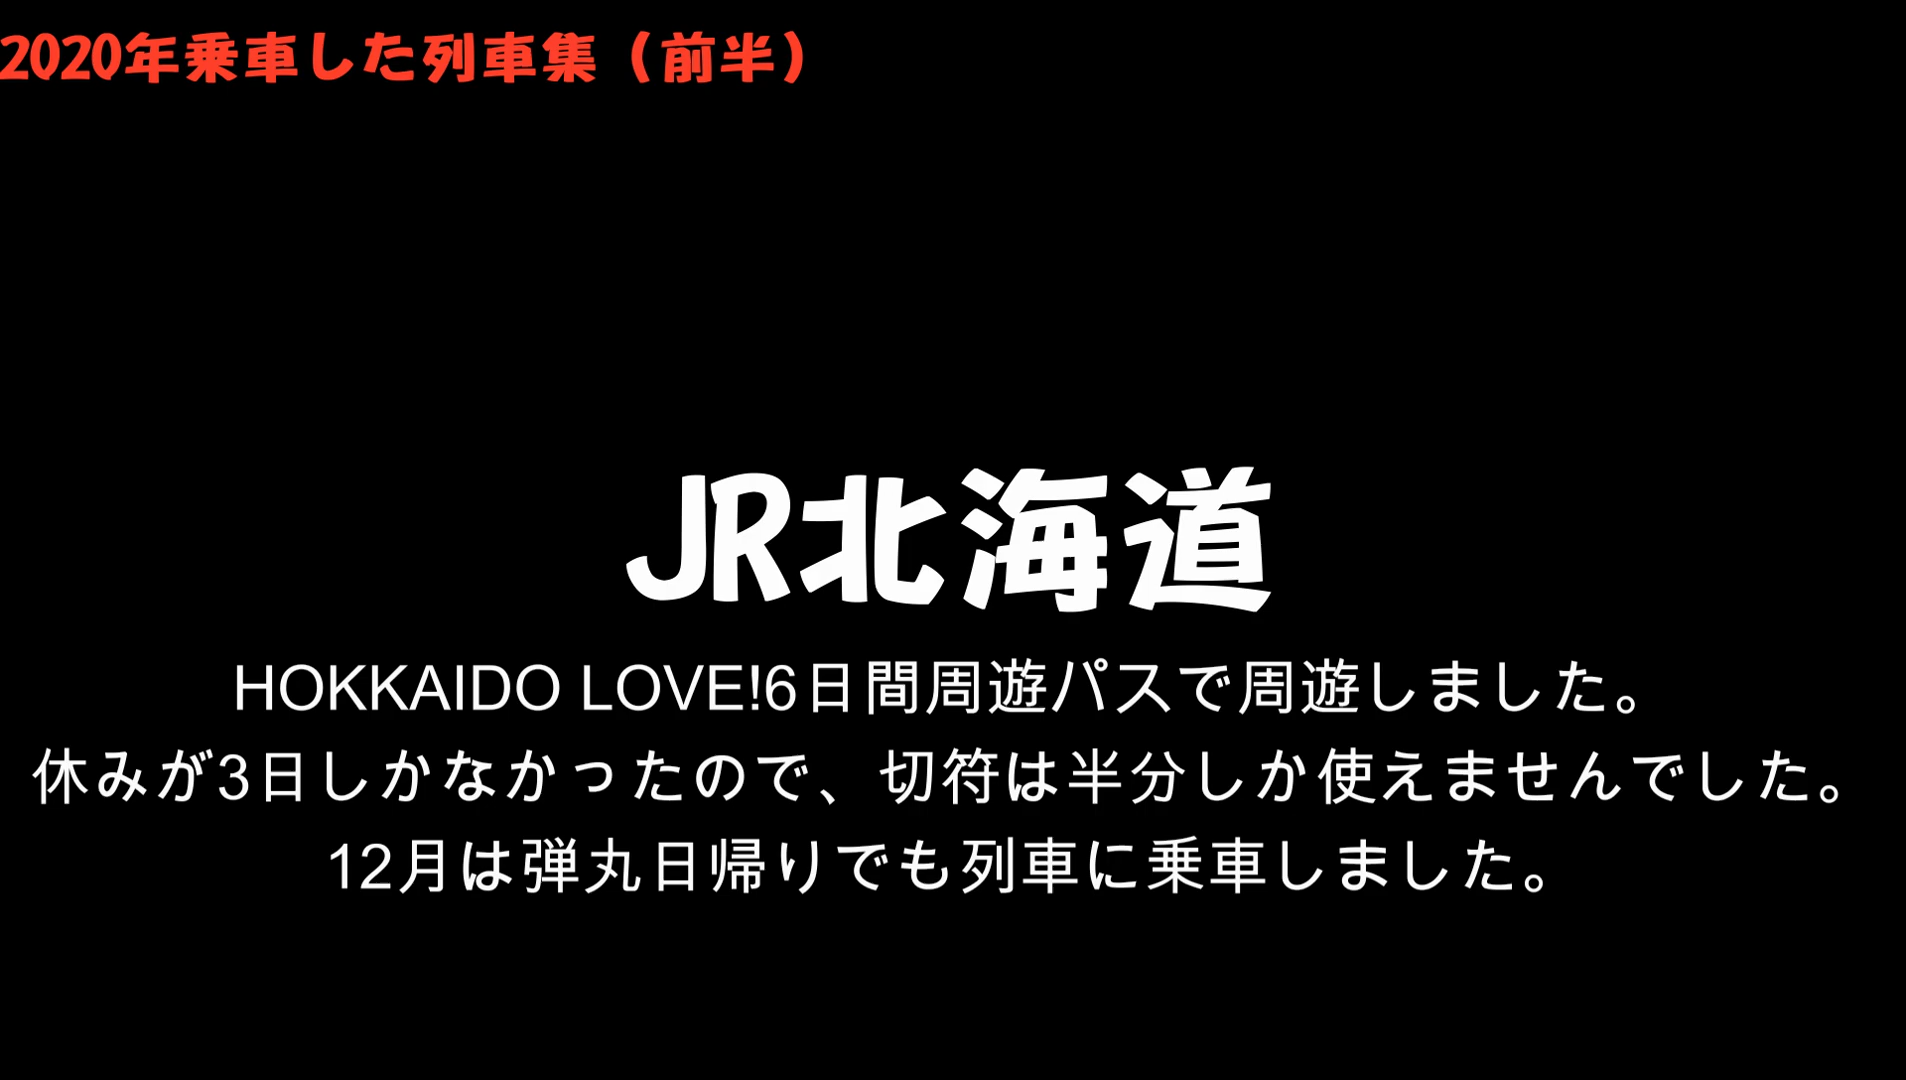 2020年乗車した列車集（前半）
JR北海道
HOKKAIDO LOVE!6日間周遊パスで周遊しました。
休みが3日しかなかったので、切符は半分しか使えませんでした。
12月は弾丸日帰りでも列車に乗車しました。